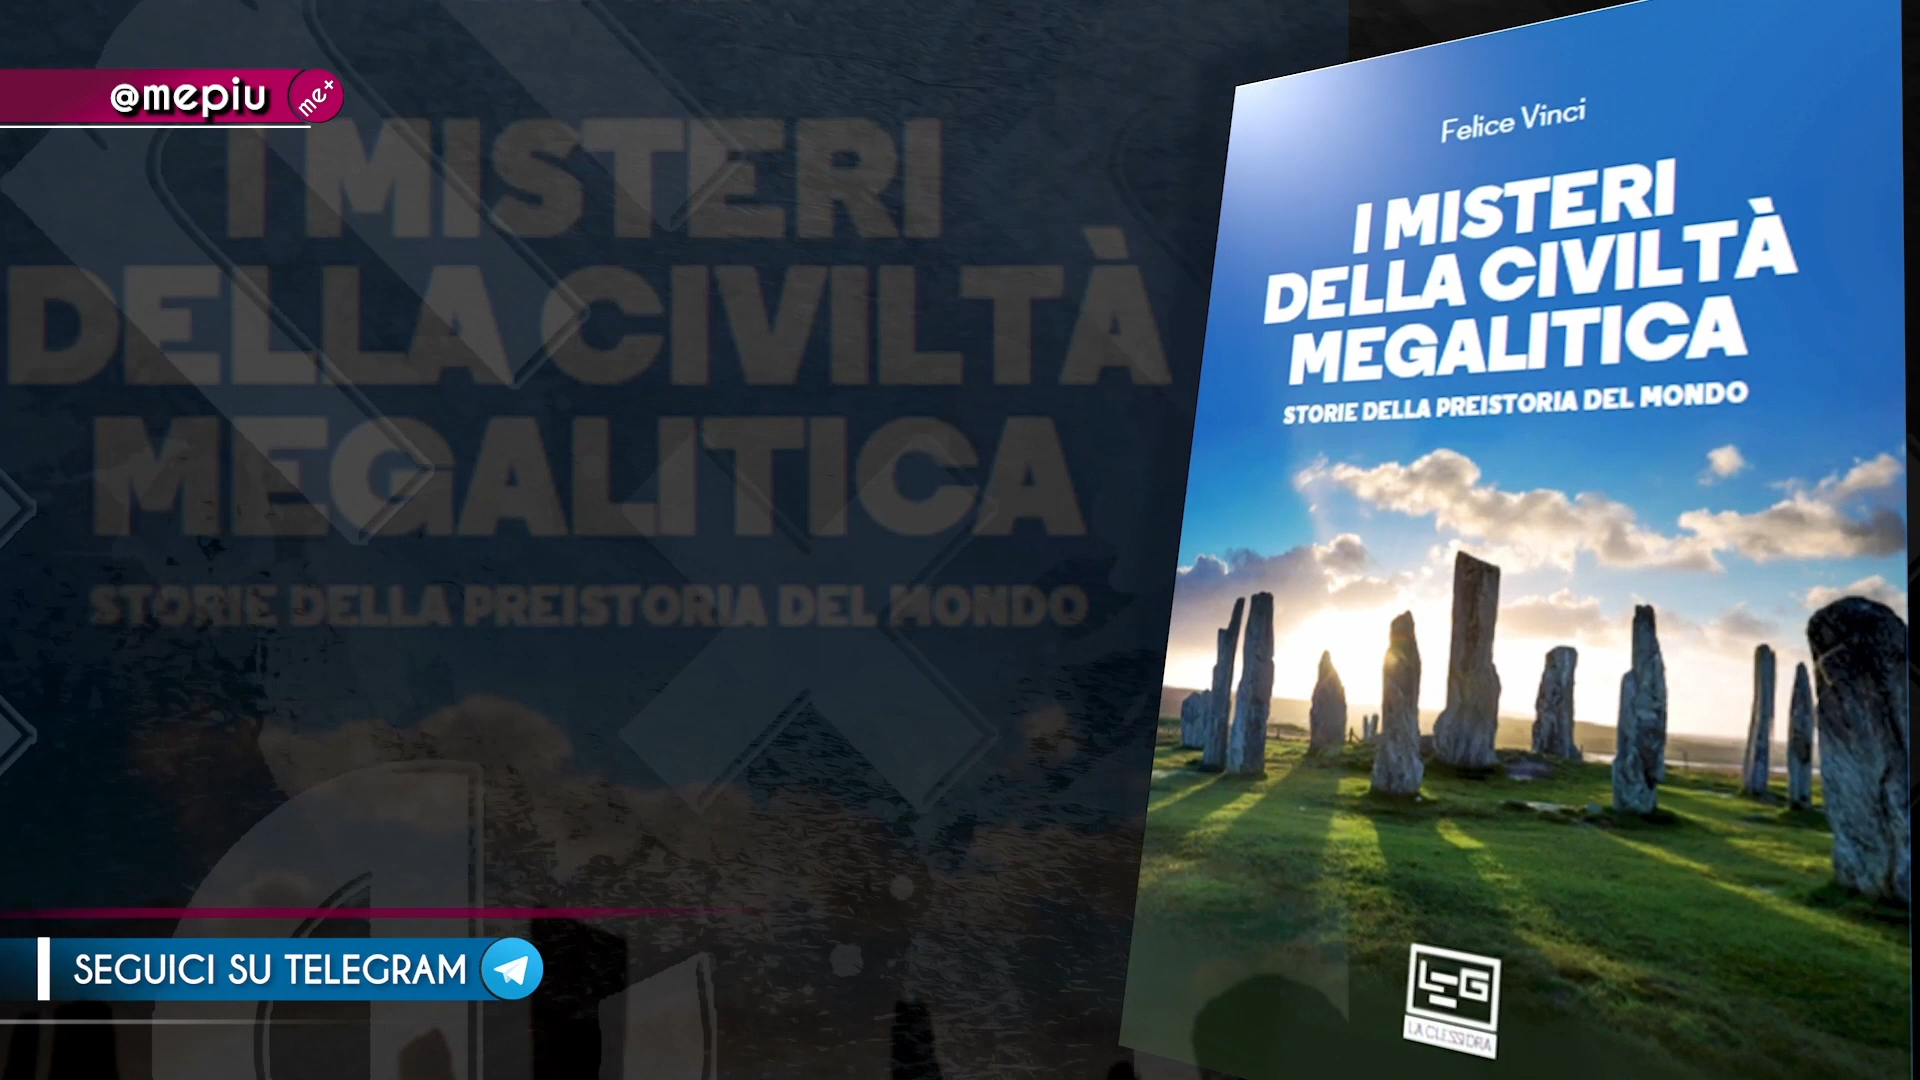 @mepiu
me+
I MISTERI
DELLA CIVILTÀ
MEGALITICA
STORIE DELLA PREISTORIA DEL MONDO
SEGUICI SU TELEGRAM
Felice Vinci
I MISTERI
DELLA CIVILTÀ
MEGALITICA
STORIE DELLA PREISTORIA DEL MONDO
LEG
LA CLESSIDRA